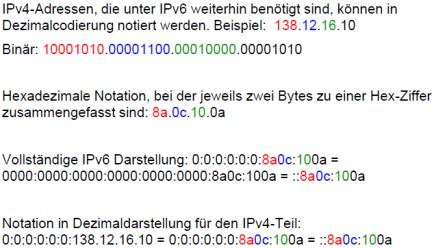 IPv4-Adressen, die unter IPv6 weiterhin benötigt sind, können in
Dezimalcodierung notiert werden. Beispiel: 138.12.16.10
Binär: 10001010.00001100.00010000.00001010
Hexadezimale Notation, bei der jeweils zwei Bytes zu einer Hex-Ziffer
zusammengefasst sind: 8a.0c.10.0a
Vollständige IPv6 Darstellung: 0:0:0:0:0:0:8a0c:100a =
0000:0000:0000:0000:0000:0000:8a0c:100a = ::8a0c:100a
Notation in Dezimaldarstellung für den IPv4-Teil:
0:0:0:0:0:0:138.12.16.10 = 0:0:0:0:0:0:8a0c:100a = ::8a0c:100a